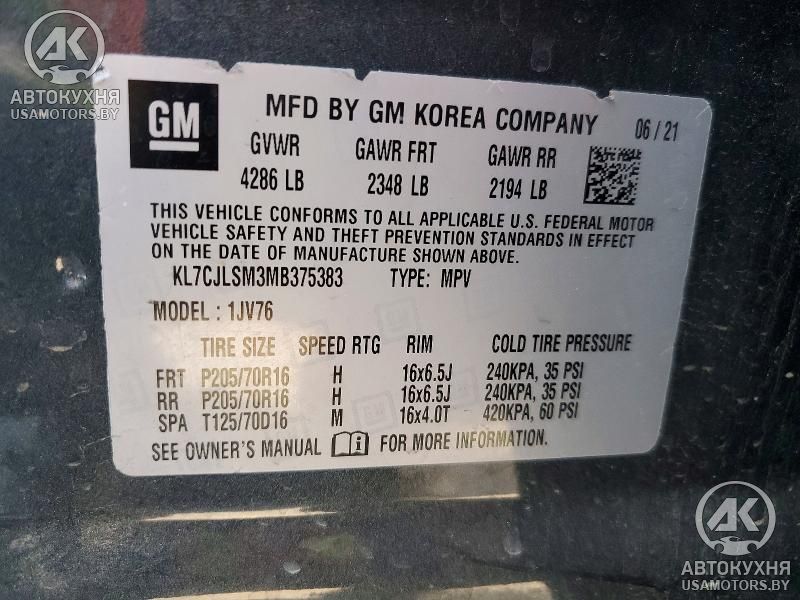 AK
АВТОКУХНЯ
USAMOTORS.BY
GM
MFD BY GM KOREA COMPANY 06 / 21
GVWR GAWR FRT GAWR RR
4286 LB 2348 LB 2194 LB
THIS VEHICLE CONFORMS TO ALL APPLICABLE U.S. FEDERAL MOTOR
VEHICLE SAFETY AND THEFT PREVENTION STANDARDS IN EFFECT
ON THE DATE OF MANUFACTURE SHOWN ABOVE.
KL7CJLSM3MB375383 TYPE: MPV
MODEL : 1JV76
TIRE SIZE SPEED RTG RIM COLD TIRE PRESSURE
FRT P205/70R16 H 16x6.5J 240KPA, 35 PSI
RR P205/70R16 H 16x6.5J 240KPA, 35 PSI
SPA T125/70D16 M 16x4.0T 420KPA, 60 PSI
SEE OWNER'S MANUAL FOR MORE INFORMATION.
AK
АВТОКУХНЯ
USAMOTORS.BY